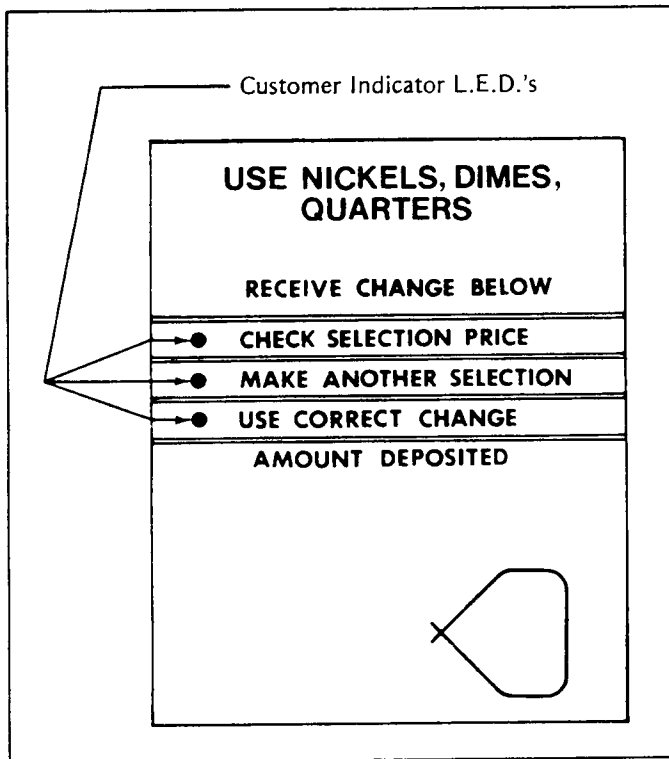 Customer Indicator L.E.D.'s
USE NICKELS, DIMES,
QUARTERS
RECEIVE CHANGE BELOW
CHECK SELECTION PRICE
MAKE ANOTHER SELECTION
USE CORRECT CHANGE
AMOUNT DEPOSITED